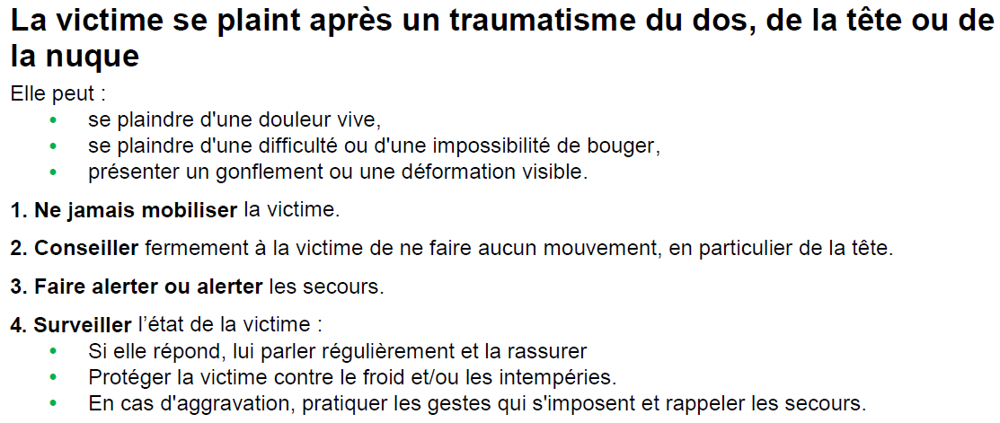 La victime se plaint après un traumatisme du dos, de la tête ou de
la nuque
Elle peut :
• se plaindre d'une douleur vive,
• se plaindre d'une difficulté ou d'une impossibilité de bouger,
• présenter un gonflement ou une déformation visible.
1. Ne jamais mobiliser la victime.
2. Conseiller fermement à la victime de ne faire aucun mouvement, en particulier de la tête.
3. Faire alerter ou alerter les secours.
4. Surveiller l’état de la victime :
• Si elle répond, lui parler régulièrement et la rassurer
• Protéger la victime contre le froid et/ou les intempéries.
• En cas d'aggravation, pratiquer les gestes qui s'imposent et rappeler les secours.